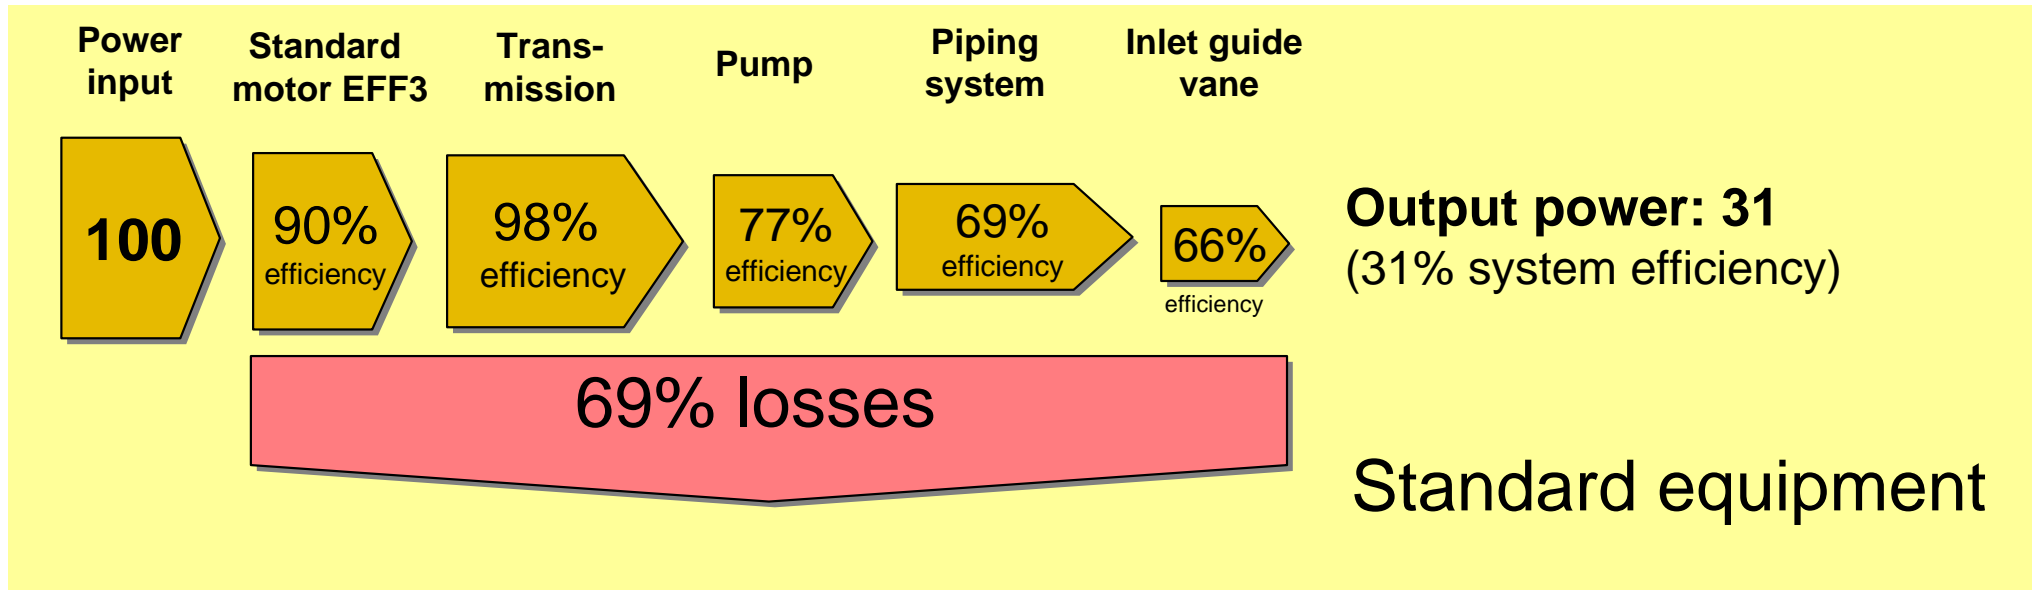 Power
input
Standard
motor EFF3
Trans-
mission
Pump
Piping
system
Inlet guide
vane
100
90%
efficiency
98%
efficiency
77%
efficiency
69%
efficiency
66%
efficiency
Output power: 31
(31% system efficiency)
69% losses
Standard equipment